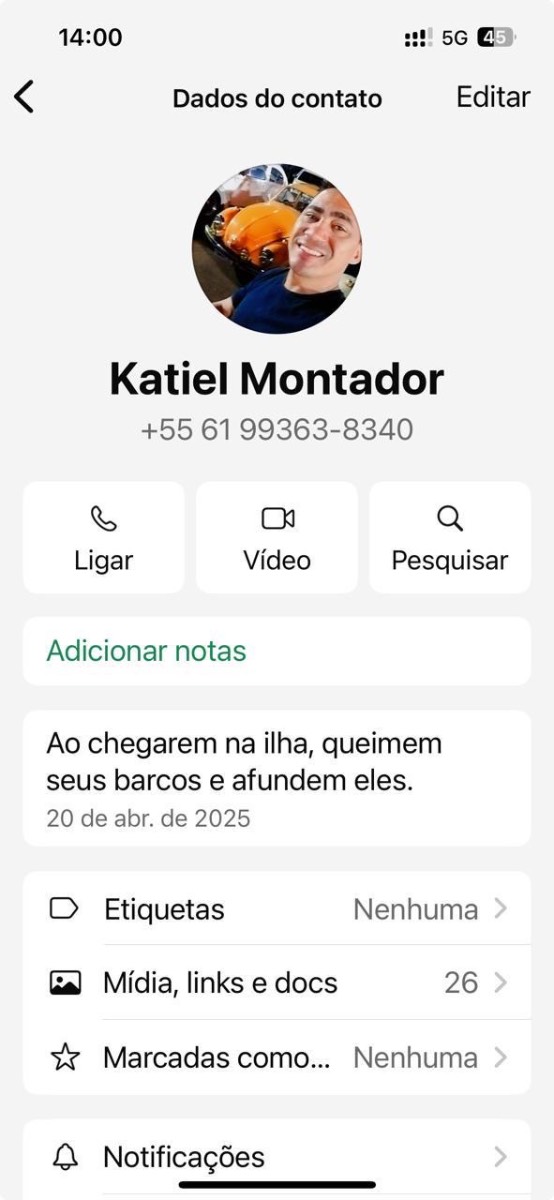 14:00
5G
45
Dados do contato
Editar
Katiel Montador
+55 61 99363-8340
Ligar
Vídeo
Pesquisar
Adicionar notas
Ao chegarem na ilha, queimem
seus barcos e afundem eles.
20 de abr. de 2025
Etiquetas
Nenhuma
Mídia, links e docs
26
Marcadas como...
Nenhuma
Notificações